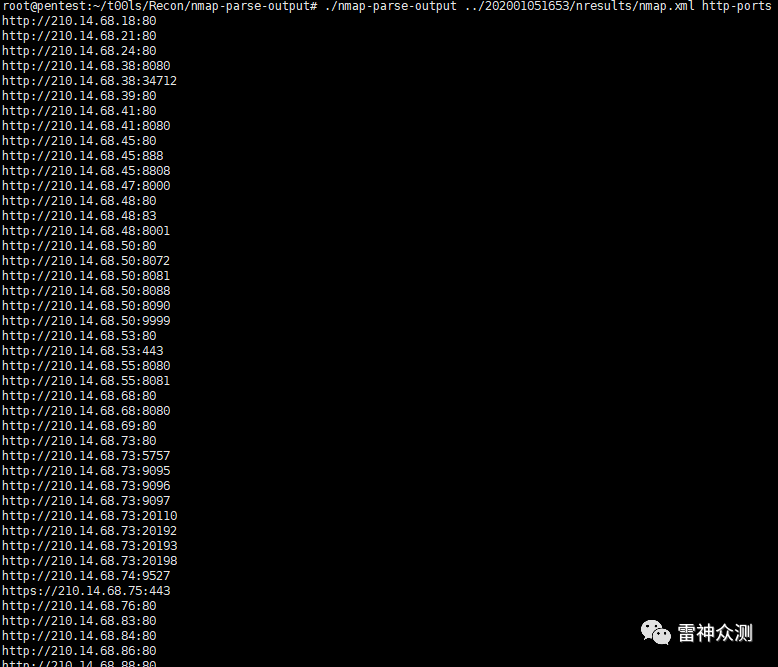 root@pentest:~/t00ls/Recon/nmap-parse-output# ./nmap-parse-output ../202001051653/nresults/nmap.xml http-ports
http://210.14.68.18:80
http://210.14.68.21:80
http://210.14.68.24:80
http://210.14.68.38:8080
http://210.14.68.38:34712
http://210.14.68.39:80
http://210.14.68.41:80
http://210.14.68.41:8080
http://210.14.68.45:80
http://210.14.68.45:888
http://210.14.68.45:8808
http://210.14.68.47:8000
http://210.14.68.48:80
http://210.14.68.48:83
http://210.14.68.48:8001
http://210.14.68.50:80
http://210.14.68.50:8072
http://210.14.68.50:8081
http://210.14.68.50:8088
http://210.14.68.50:8090
http://210.14.68.50:9999
http://210.14.68.53:80
http://210.14.68.53:443
http://210.14.68.55:8080
http://210.14.68.55:8081
http://210.14.68.68:80
http://210.14.68.68:8080
http://210.14.68.69:80
http://210.14.68.73:80
http://210.14.68.73:5757
http://210.14.68.73:9095
http://210.14.68.73:9096
http://210.14.68.73:9097
http://210.14.68.73:20110
http://210.14.68.73:20192
http://210.14.68.73:20193
http://210.14.68.73:20198
http://210.14.68.74:9527
https://210.14.68.75:443
http://210.14.68.76:80
http://210.14.68.83:80
http://210.14.68.84:80
http://210.14.68.86:80
http://210.14.68.88:80
雷神众测